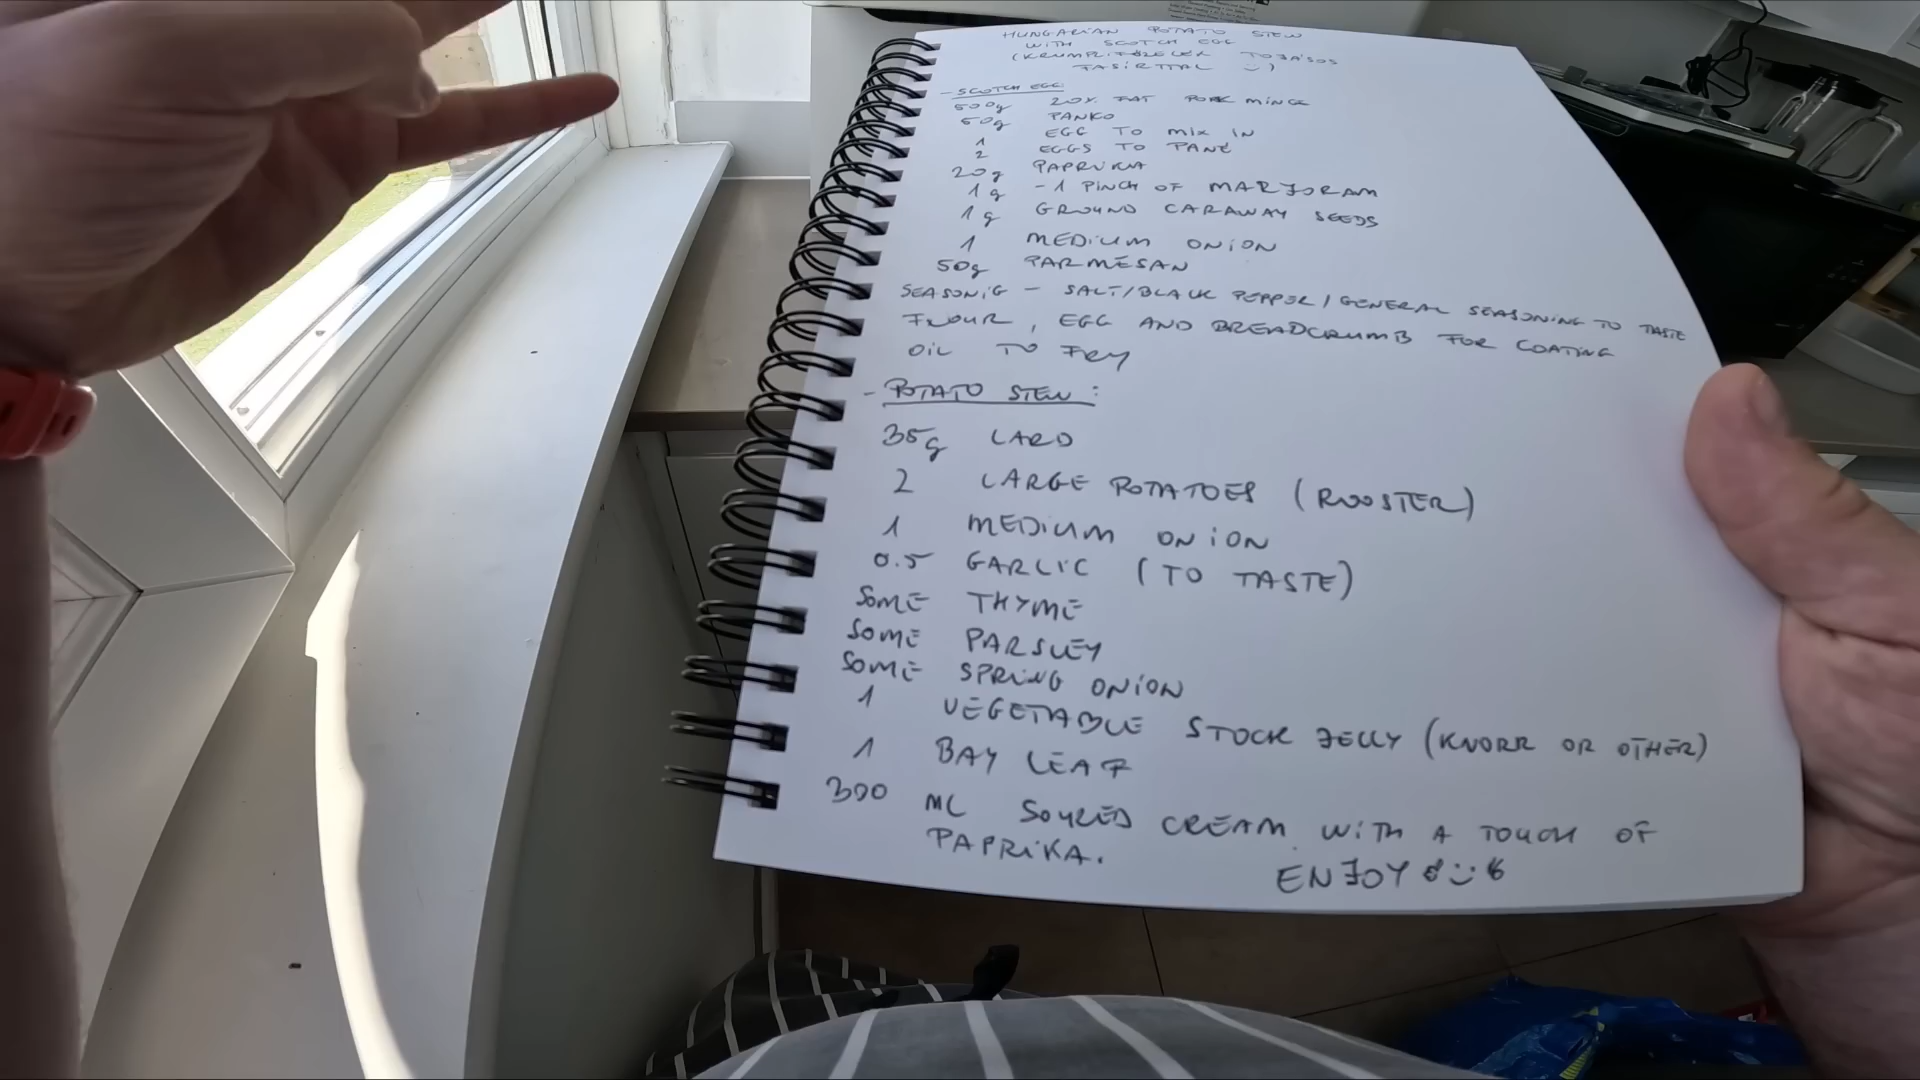 HUNGARIAN POTATO STEW
WITH SCOTCH EGG
(KRUMPLIFŐZELÉK TOJÁSOS
FASÍRTTAL :-)
- SCOTCH EGG:
500g 20% FAT PORK MINCE
50g PANKO
1 EGG TO MIX IN
2 EGGS TO PANÉ
20g PAPRIKA
1g - 1 PINCH OF MARJORAM
1g GROUND CARAWAY SEEDS
1 MEDIUM ONION
50g PARMESAN
SEASONIG - SALT/BLACK PEPPER/GENERAL SEASONING TO TASTE
FLOUR, EGG AND BREADCRUMB FOR COATING
OIL TO FRY
- POTATO STEW:
35g LARD
2 LARGE POTATOES (ROOSTER)
1 MEDIUM ONION
0.5 GARLIC (TO TASTE)
SOME THYME
SOME PARSLEY
SOME SPRING ONION
1 VEGETABLE STOCK JELLY (KNORR OR OTHER)
1 BAY LEAF
300 ML SOURED CREAM WITH A TOUCH OF
PAPRIKA.
ENJOY